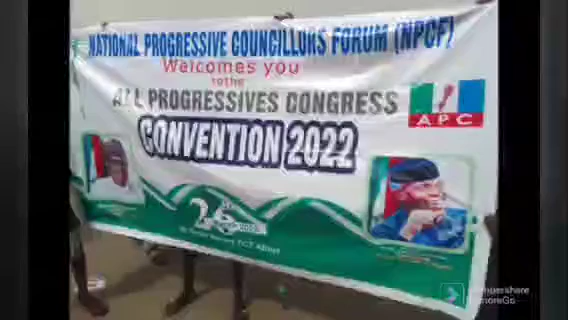 NATIONAL PROGRESSIVE COUNCILLORS FORUM (NPCF)
Welcomes you
to the
ALL PROGRESSIVES CONGRESS
APC
CONVENTION 2022